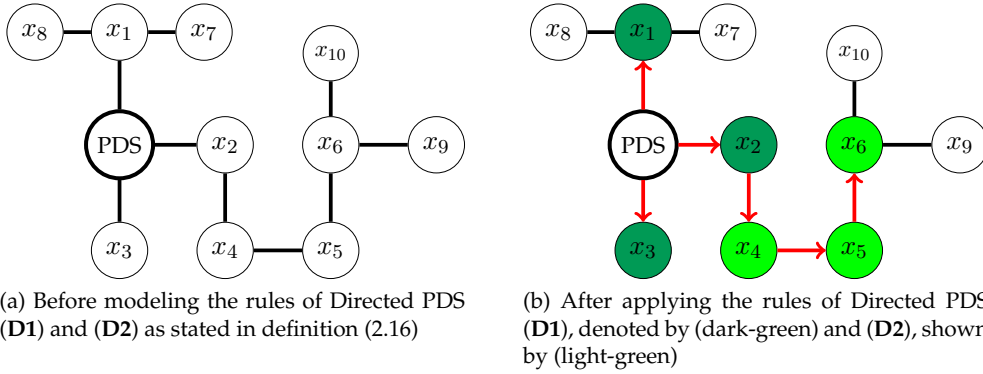 x8 x1 x7
x10
PDS x2 x6 x9
x3 x4 x5
(a) Before modeling the rules of Directed PDS
(D1) and (D2) as stated in definition (2.16)
x8 x1 x7
x10
PDS x2 x6 x9
x3 x4 x5
(b) After applying the rules of Directed PDS
(D1), denoted by (dark-green) and (D2), shown
by (light-green)